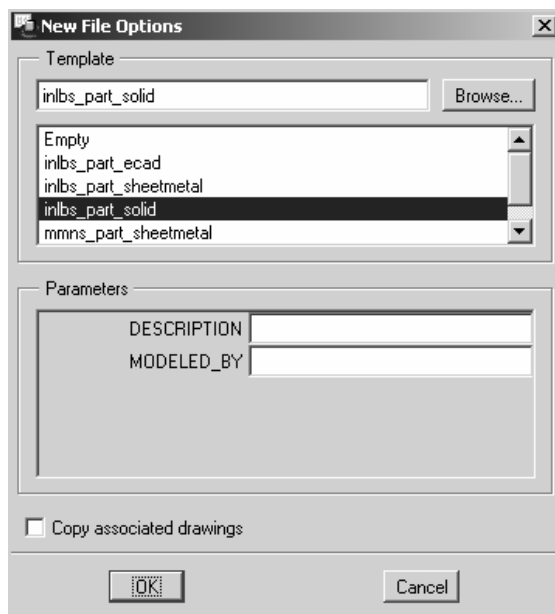 New File Options
Template
inlbs_part_solid
Browse...
Empty
inlbs_part_ecad
inlbs_part_sheetmetal
inlbs_part_solid
mmns_part_sheetmetal
Parameters
DESCRIPTION
MODELED_BY
Copy associated drawings
OK Cancel